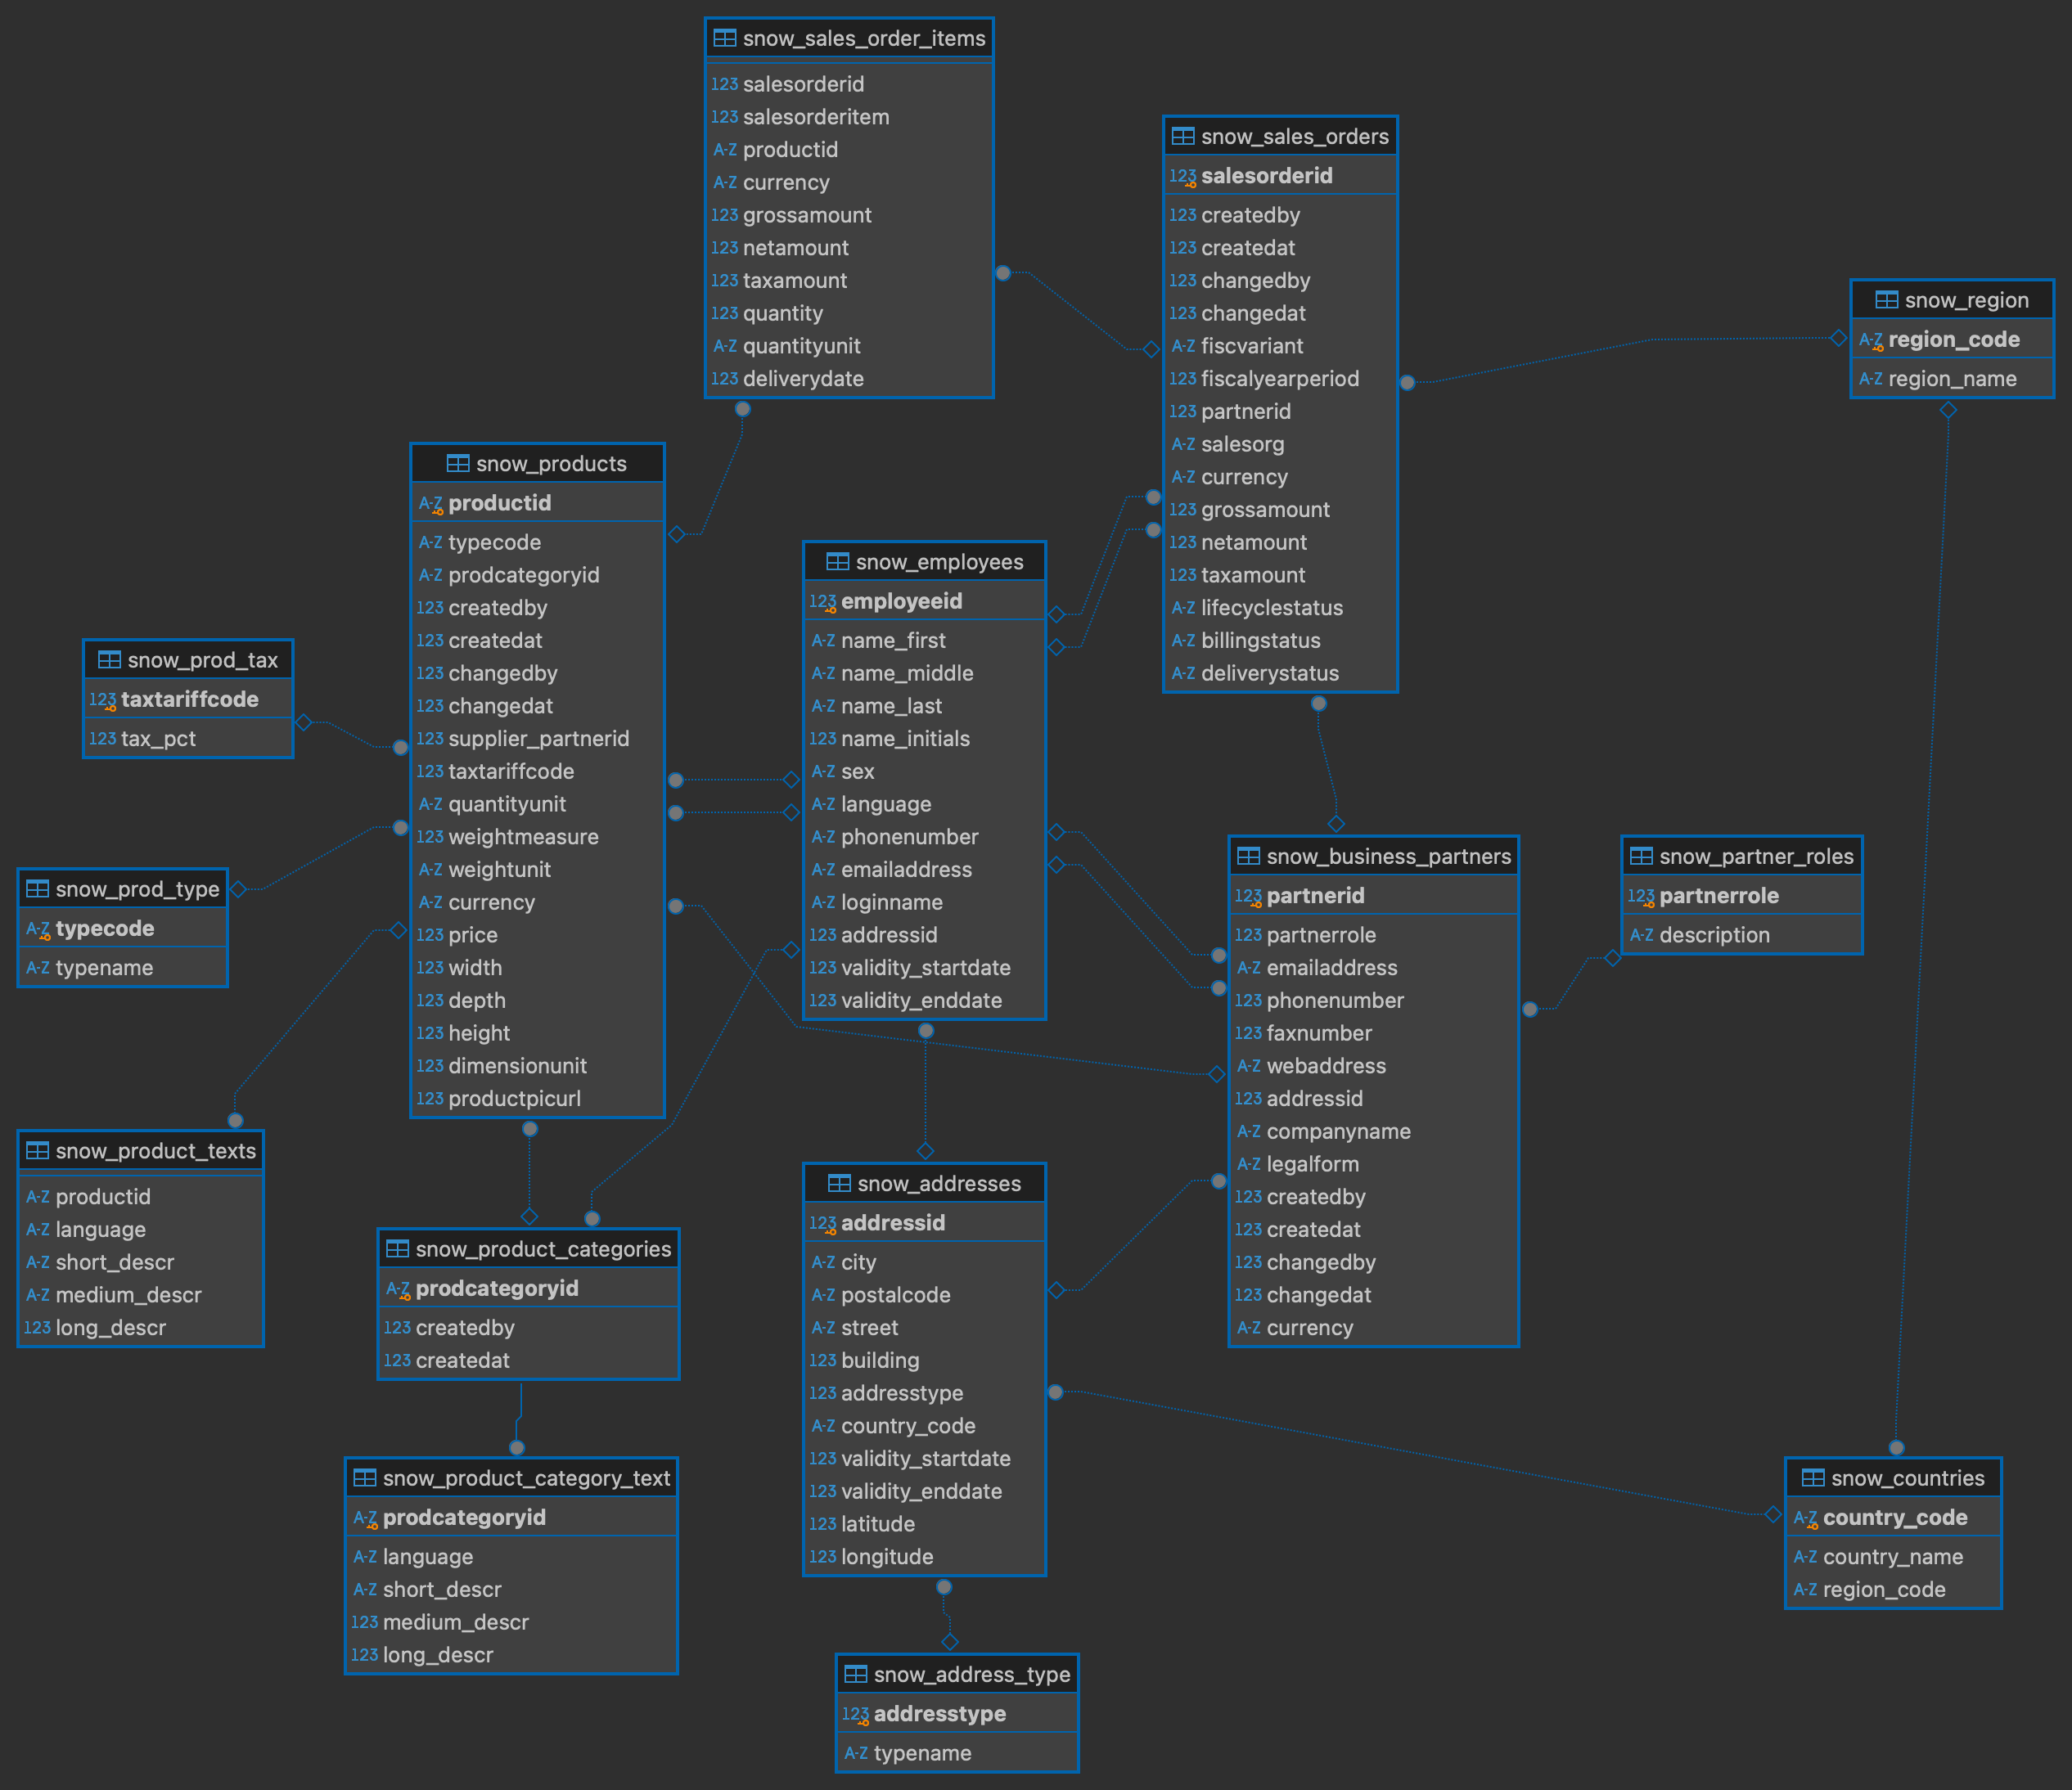 snow_sales_order_items
123 salesorderid
123 salesorderitem
A-Z productid
A-Z currency
123 grossamount
123 netamount
123 taxamount
123 quantity
A-Z quantityunit
123 deliverydate
snow_sales_orders
123 salesorderid
123 createdby
123 createdat
123 changedby
123 changedat
A-Z fiscvariant
123 fiscalyearperiod
123 partnerid
A-Z salesorg
A-Z currency
123 grossamount
123 netamount
123 taxamount
A-Z lifecyclestatus
A-Z billingstatus
A-Z deliverystatus
snow_region
A-Z region_code
A-Z region_name
snow_products
A-Z productid
A-Z typecode
A-Z prodcategoryid
123 createdby
123 createdat
123 changedby
123 changedat
123 supplier_partnerid
123 taxtariffcode
A-Z quantityunit
123 weightmeasure
A-Z weightunit
A-Z currency
123 price
123 width
123 depth
123 height
123 dimensionunit
123 productpicurl
snow_employees
123 employeeid
A-Z name_first
A-Z name_middle
A-Z name_last
123 name_initials
A-Z sex
A-Z language
A-Z phonenumber
A-Z emailaddress
A-Z loginname
123 addressid
123 validity_startdate
123 validity_enddate
snow_prod_tax
123 taxtariffcode
123 tax_pct
snow_prod_type
A-Z typecode
A-Z typename
snow_business_partners
123 partnerid
123 partnerrole
A-Z emailaddress
123 phonenumber
123 faxnumber
A-Z webaddress
123 addressid
A-Z companyname
A-Z legalform
123 createdby
123 createdat
123 changedby
123 changedat
A-Z currency
snow_partner_roles
123 partnerrole
A-Z description
snow_product_texts
A-Z productid
A-Z language
A-Z short_descr
A-Z medium_descr
123 long_descr
snow_product_categories
A-Z prodcategoryid
123 createdby
123 createdat
snow_addresses
123 addressid
A-Z city
A-Z postalcode
A-Z street
123 building
123 addresstype
A-Z country_code
123 validity_startdate
123 validity_enddate
123 latitude
123 longitude
snow_product_category_text
A-Z prodcategoryid
A-Z language
A-Z short_descr
123 medium_descr
123 long_descr
snow_countries
A-Z country_code
A-Z country_name
A-Z region_code
snow_address_type
123 addresstype
A-Z typename